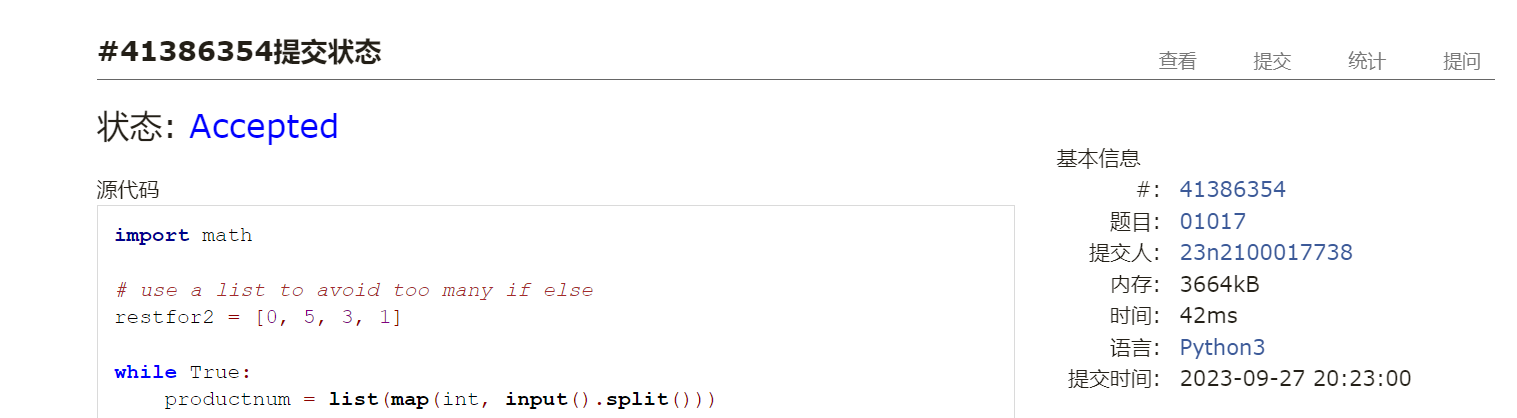 #41386354提交状态
查看 提交 统计 提问
状态: Accepted
源代码
import math
# use a list to avoid too many if else
restfor2 = [0, 5, 3, 1]
while True:
    productnum = list(map(int, input().split()))
基本信息
#: 41386354
题目: 01017
提交人: 23n2100017738
内存: 3664kB
时间: 42ms
语言: Python3
提交时间: 2023-09-27 20:23:00